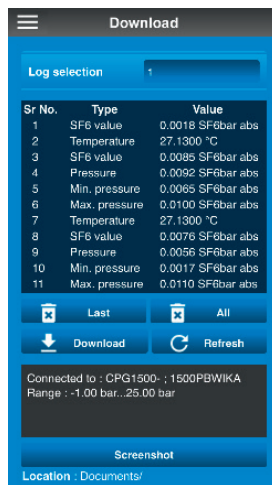 Download
Log selection 1
Sr No. Type Value
1 SF6 value 0.0018 SF6bar abs
2 Temperature 27.1300 °C
3 SF6 value 0.0085 SF6bar abs
4 Pressure 0.0092 SF6bar abs
5 Min. pressure 0.0065 SF6bar abs
6 Max. pressure 0.0100 SF6bar abs
7 Temperature 27.1300 °C
8 SF6 value 0.0076 SF6bar abs
9 Pressure 0.0056 SF6bar abs
10 Min. pressure 0.0017 SF6bar abs
11 Max. pressure 0.0110 SF6bar abs
Last All
Download Refresh
Connected to : CPG1500- ; 1500PBWIKA
Range : -1.00 bar...25.00
bar
Screenshot
Location : Documents/